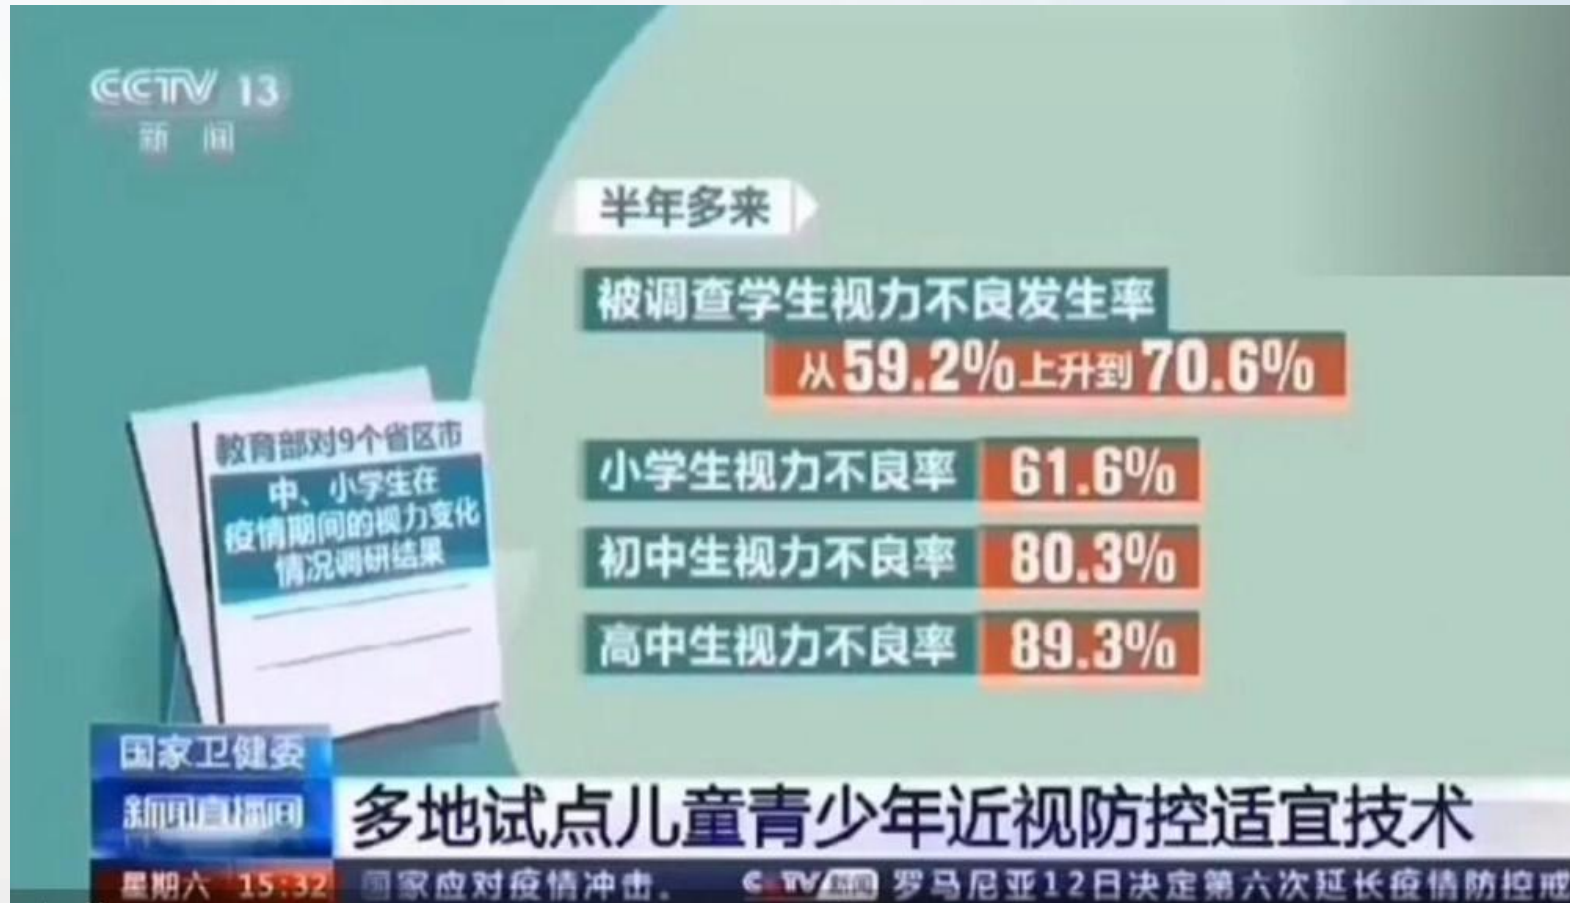 CCTV 13
新闻
半年多来
被调查学生视力不良发生率
从59.2%上升到70.6%
小学生视力不良率 61.6%
初中生视力不良率 80.3%
高中生视力不良率 89.3%
教育部对9个省区市
中、小学生在
疫情期间的视力变化
情况调研结果
国家卫健委
新闻直播间
多地试点儿童青少年近视防控适宜技术
星期六 15:32 国家应对疫情冲击。 CCTV新闻 罗马尼亚12日决定第六次延长疫情防控戒